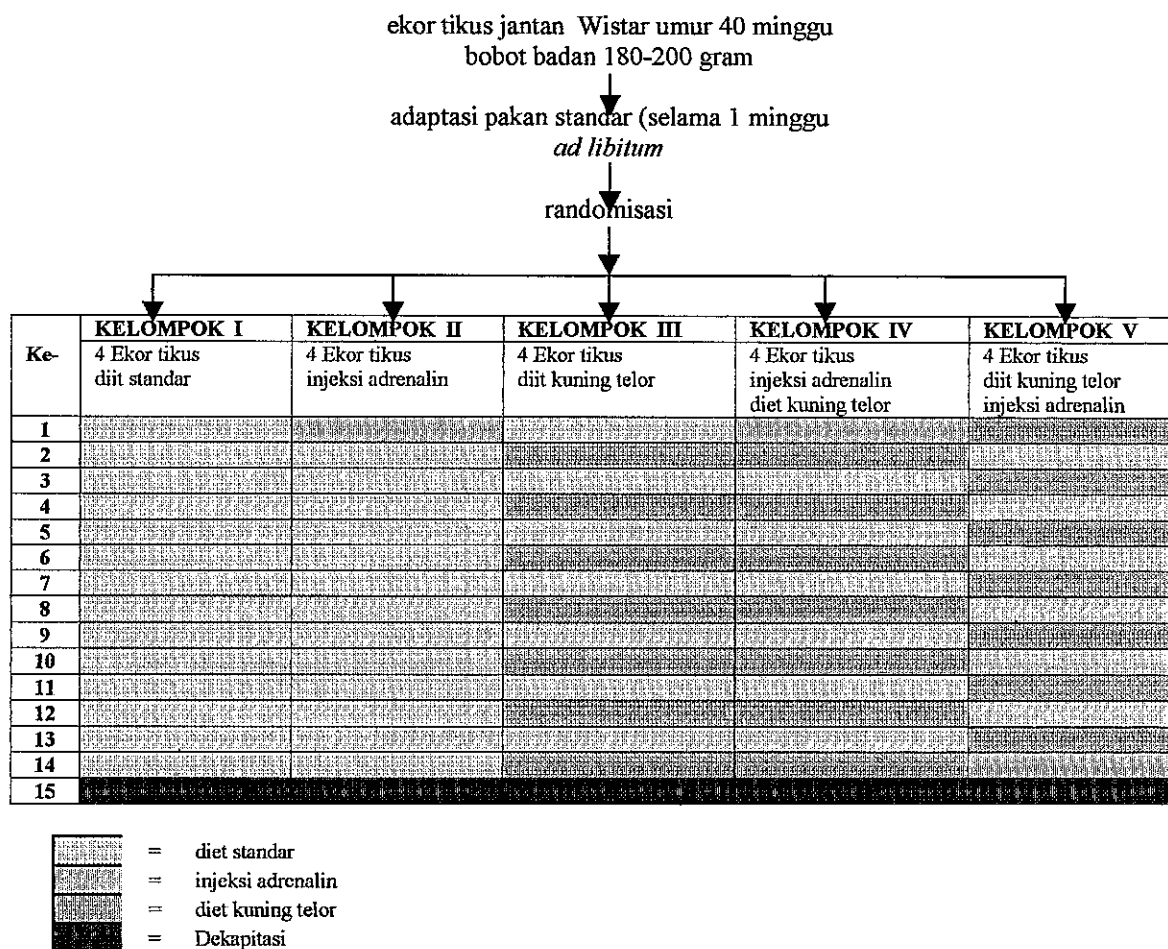 ekor tikus jantan Wistar umur 40 minggu
bobot badan 180-200 gram
adaptasi pakan standar (selama 1 minggu
ad libitum
randomisasi
Ke-
KELOMPOK I
KELOMPOK II
KELOMPOK III
KELOMPOK IV
KELOMPOK V
4 Ekor tikus
diit standar
4 Ekor tikus
injeksi adrenalin
4 Ekor tikus
diit kuning telor
4 Ekor tikus
injeksi adrenalin
diet kuning telor
4 Ekor tikus
diit kuning telor
injeksi adrenalin
1
2
3
4
5
6
7
8
9
10
11
12
13
14
15
= diet standar
= injeksi adrenalin
= diet kuning telor
= Dekapitasi